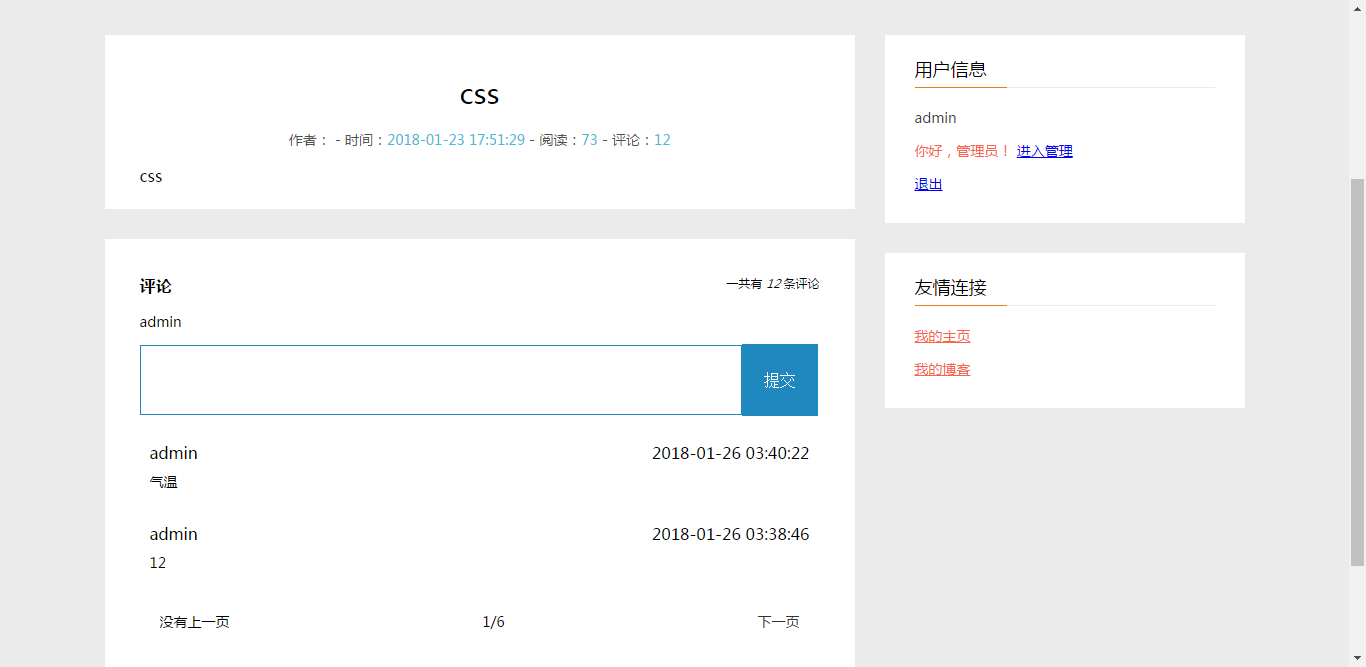 css
作者： - 时间：2018-01-23 17:51:29 - 阅读：73 - 评论：12
css
评论
一共有 12 条评论
admin
提交
admin
2018-01-26 03:40:22
气温
admin
2018-01-26 03:38:46
12
没有上一页
1/6
下一页
用户信息
admin
你好，管理员！ 进入管理
退出
友情连接
我的主页
我的博客